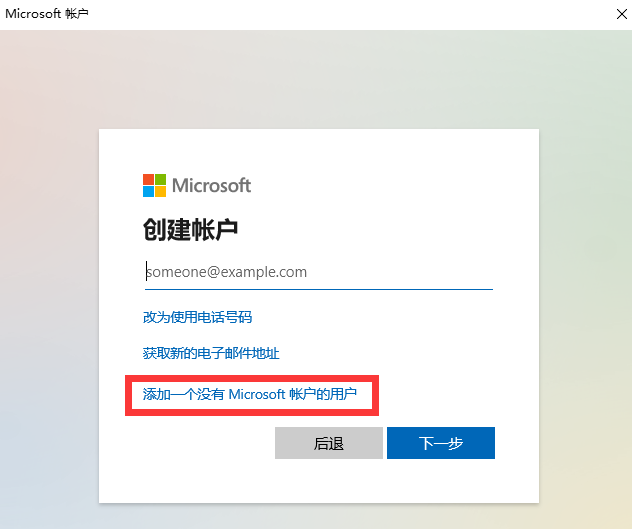 Microsoft 帐户
Microsoft
创建帐户
someone@example.com
改为使用电话号码
获取新的电子邮件地址
添加一个没有 Microsoft 帐户的用户
后退
下一步